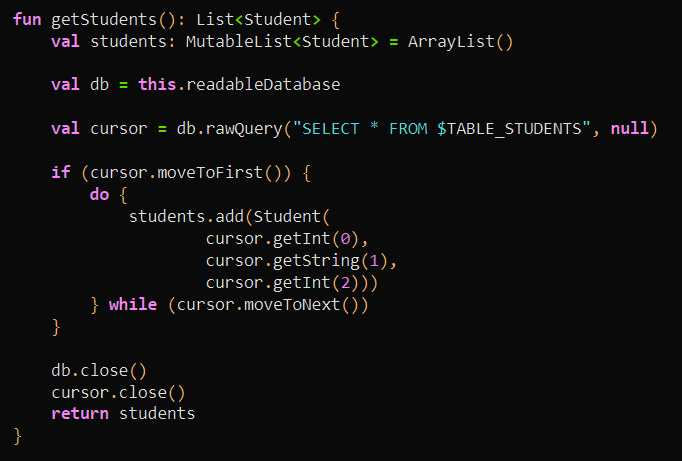 fun getStudents(): List<Student> {
    val students: MutableList<Student> = ArrayList()
    val db = this.readableDatabase
    val cursor = db.rawQuery("SELECT * FROM $TABLE_STUDENTS", null)
    if (cursor.moveToFirst()) {
        do {
            students.add(Student(
                    cursor.getInt(0),
                    cursor.getString(1),
                    cursor.getInt(2)))
        } while (cursor.moveToNext())
    }
    db.close()
    cursor.close()
    return students
}